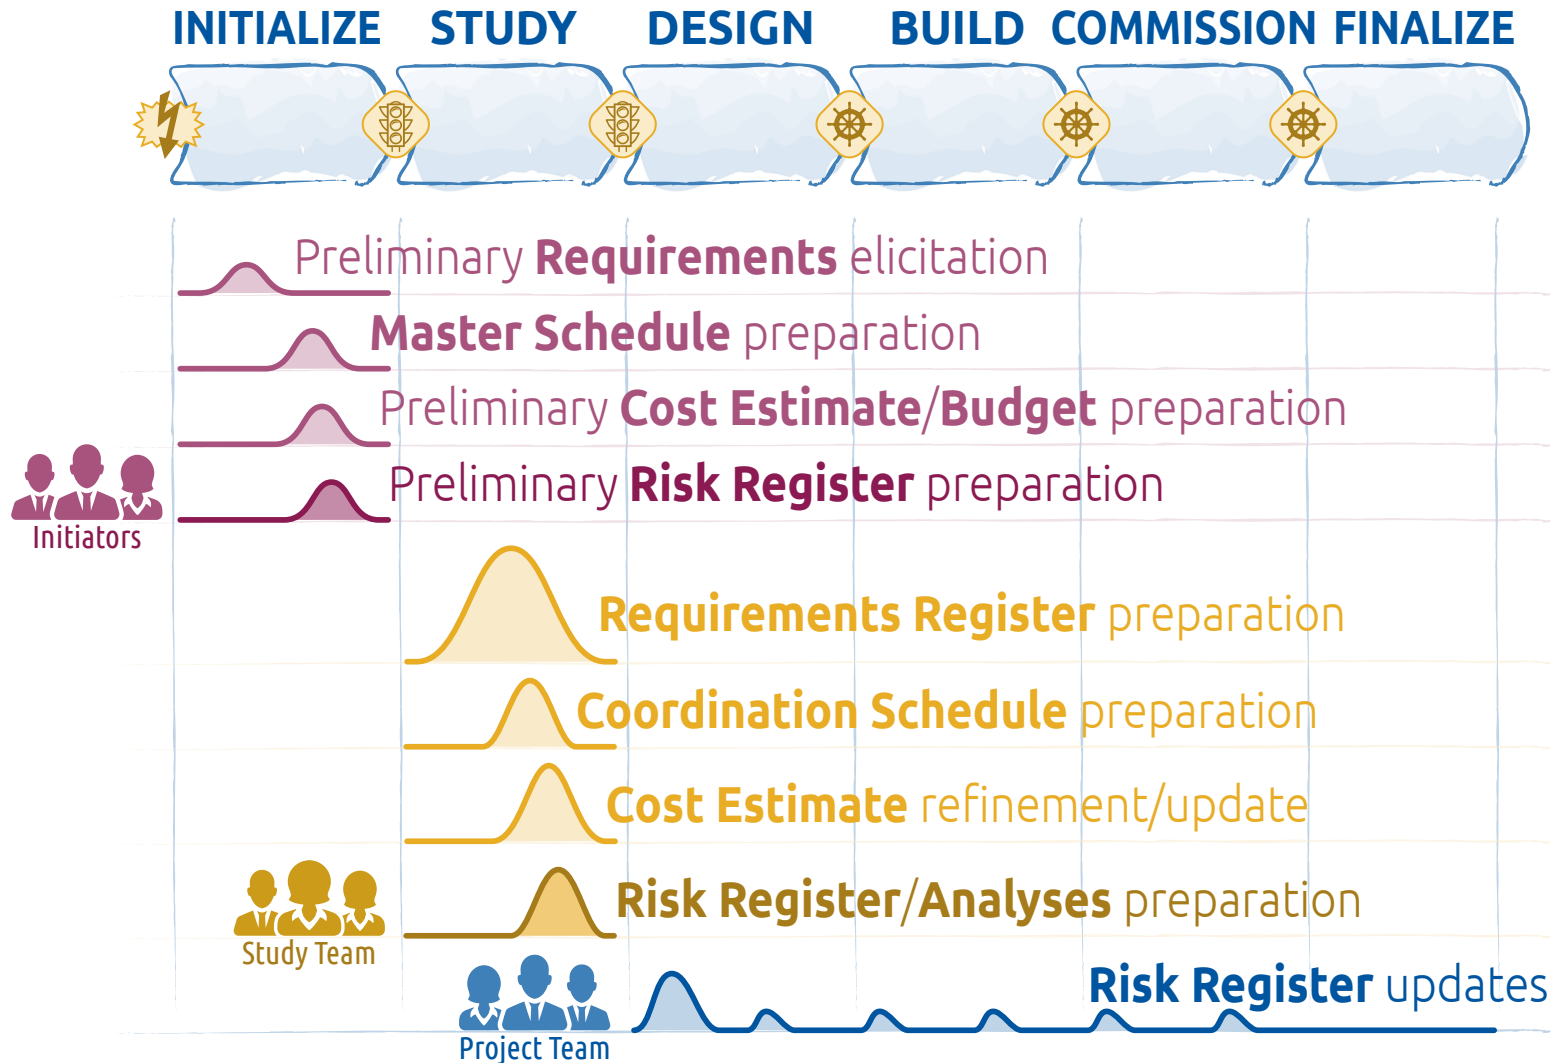 INITIALIZE STUDY DESIGN BUILD COMMISSION FINALIZE
Preliminary Requirements elicitation
Master Schedule preparation
Preliminary Cost Estimate/Budget preparation
Preliminary Risk Register preparation
Initiators
Requirements Register preparation
Coordination Schedule preparation
Cost Estimate refinement/update
Risk Register/Analyses preparation
Study Team
Risk Register updates
Project Team